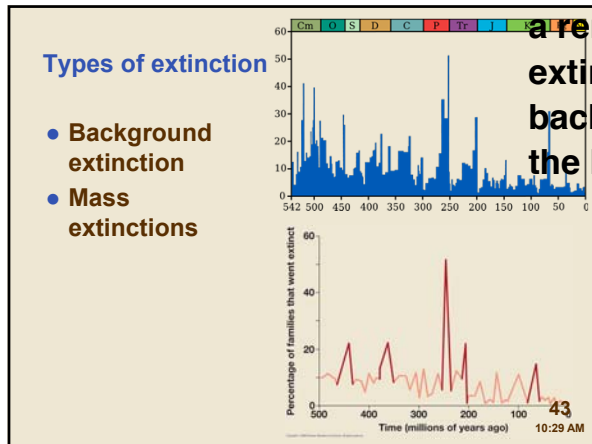 Types of extinction
● Background
extinction
● Mass
extinctions
Cm O S D C P Tr J K
a re
extin
back
the
60
50
40
30
20
10
0
542 500 450 400 350 300 250 200 150 100 50 0
Percentage of families that went extinct
60
40
20
0
500 400 300 200 100
Time (millions of years ago)
43
10:29 AM